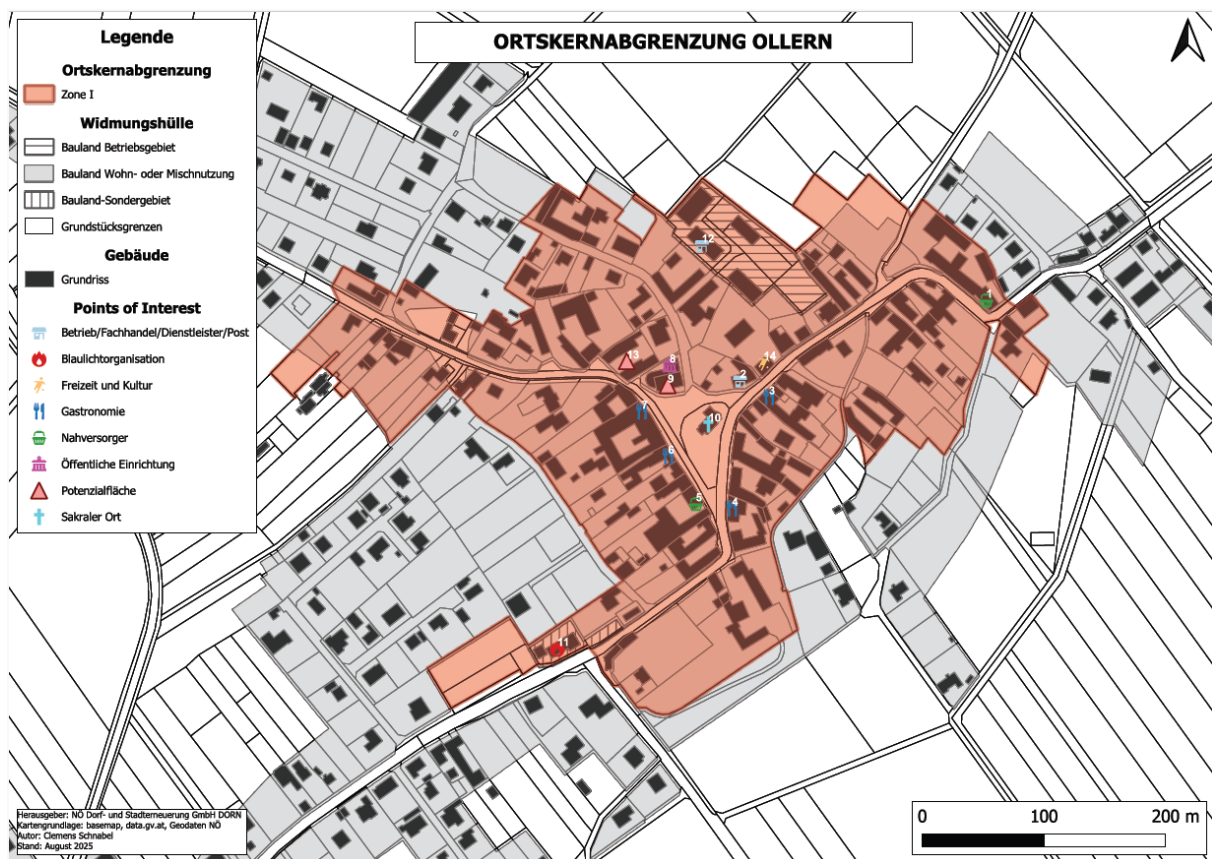 Legende
Ortskernabgrenzung
Zone I
Widmungshülle
Bauland Betriebsgebiet
Bauland Wohn- oder Mischnutzung
Bauland-Sondergebiet
Grundstücksgrenzen
Gebäude
Grundriss
Points of Interest
Betrieb/Fachhandel/Dienstleister/Post
Blaulichtorganisation
Freizeit und Kultur
Gastronomie
Nahversorger
Öffentliche Einrichtung
Potenzialfläche
Sakraler Ort
ORTSKERNABGRENZUNG OLLERN
12
1
13
8
14
9
2
3
7
10
6
5
4
11
Herausgeber: NÖ Dorf- und Stadterneuerung GmbH DORN
Kartengrundlage: basemap, data.gv.at, Geodaten NÖ
Autor: Clemens Schnabel
Stand: August 2025
0 100 200 m